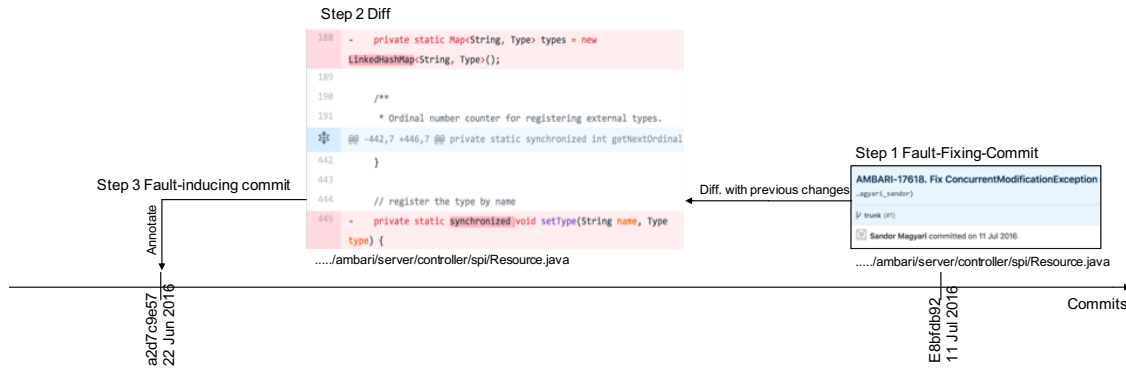 Step 2 Diff
188 - private static Map<String, Type> types = new
LinkedHashMap<String, Type>();
189
190 /**
191 * Ordinal number counter for registering external types.
@@ -442,7 +446,7 @@ private static synchronized int getNextOrdinal
442 }
443
444 // register the type by name
445 - private static synchronized void setType(String name, Type
type) {
...../ambari/server/controller/spi/Resource.java
Step 1 Fault-Fixing-Commit
AMBARI-17618. Fix ConcurrentModificationException
…agyari_sandor)
trunk (#1)
Sandor Magyari committed on 11 Jul 2016
...../ambari/server/controller/spi/Resource.java
Diff. with previous changes
Step 3 Fault-inducing commit
Annotate
Commits
a2d7c9e57
22 Jun 2016
E8bfdb92
11 Jul 2016